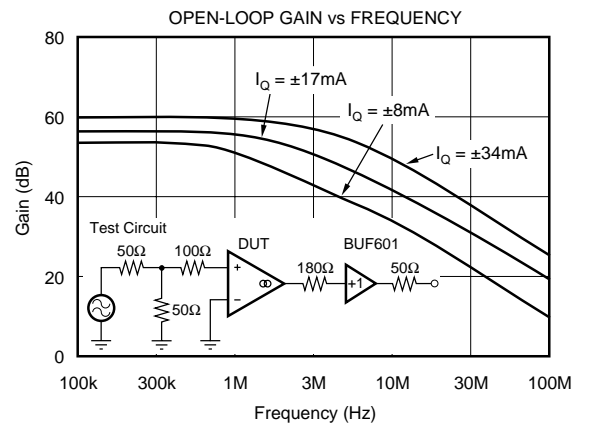 OPEN-LOOP GAIN vs FREQUENCY
80
60
40
20
0
Gain (dB)
I_Q = ±17mA
I_Q = ±8mA
I_Q = ±34mA
Test Circuit
50Ω
100Ω
DUT
BUF601
180Ω
50Ω
50Ω
+
–
+1
100k
300k
1M
3M
10M
30M
100M
Frequency (Hz)